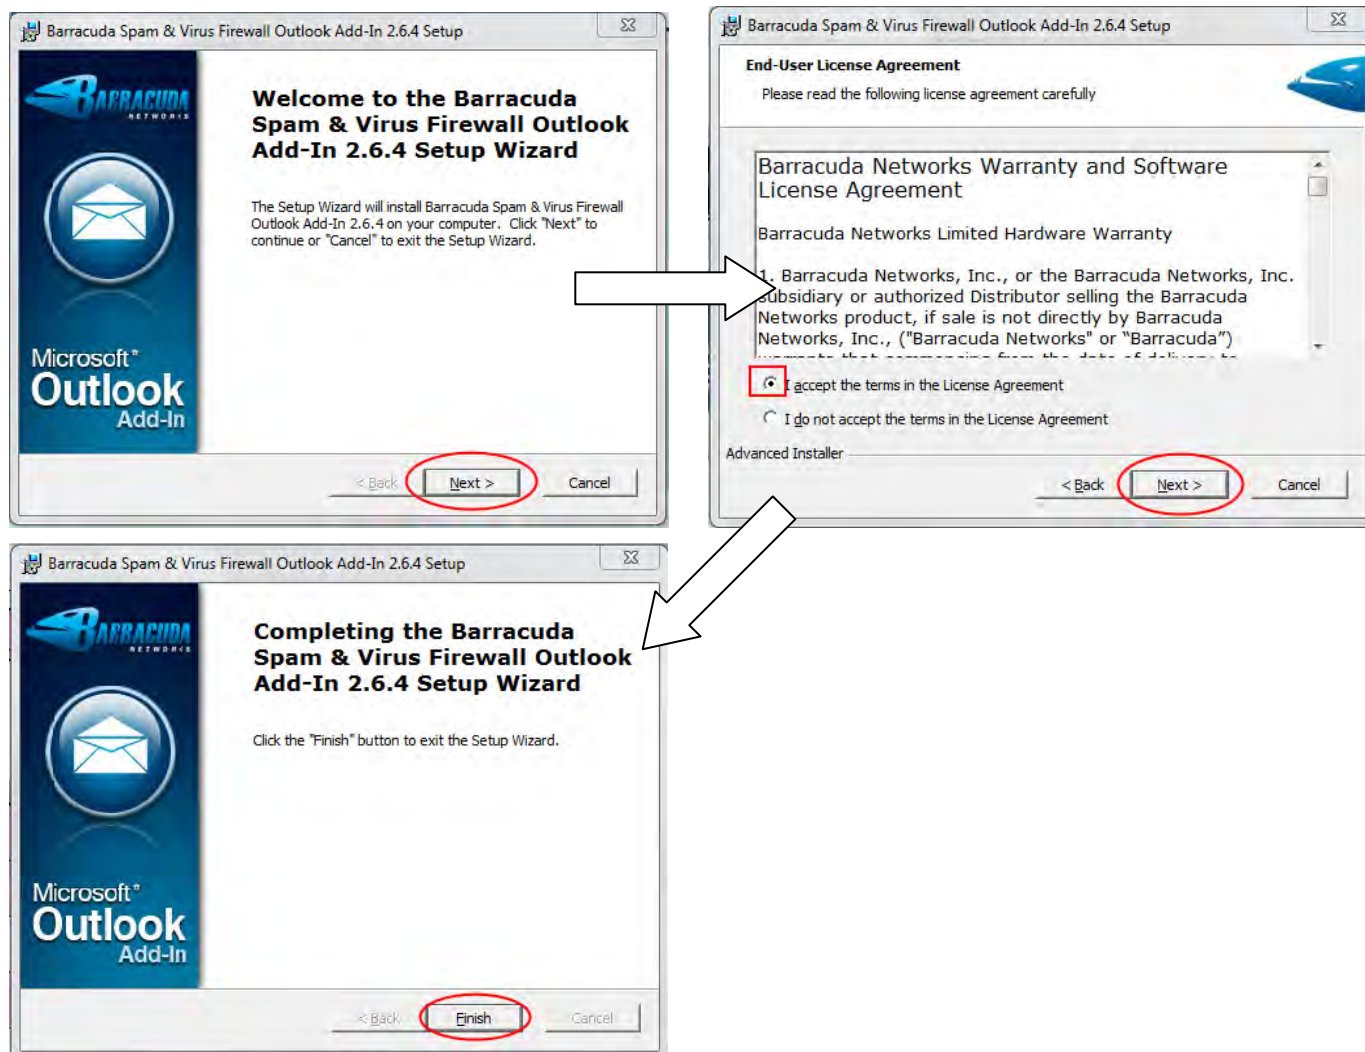 Barracuda Spam & Virus Firewall Outlook Add-In 2.6.4 Setup
BARRACUDA
NETWORKS
Welcome to the Barracuda
Spam & Virus Firewall Outlook
Add-In 2.6.4 Setup Wizard
The Setup Wizard will install Barracuda Spam & Virus Firewall
Outlook Add-In 2.6.4 on your computer. Click "Next" to
continue or "Cancel" to exit the Setup Wizard.
Microsoft®
Outlook
Add-In
< Back
Next >
Cancel
Barracuda Spam & Virus Firewall Outlook Add-In 2.6.4 Setup
End-User License Agreement
Please read the following license agreement carefully
Barracuda Networks Warranty and Software
License Agreement
Barracuda Networks Limited Hardware Warranty
1. Barracuda Networks, Inc., or the Barracuda Networks, Inc.
subsidiary or authorized Distributor selling the Barracuda
Networks product, if sale is not directly by Barracuda
Networks, Inc., ("Barracuda Networks" or “Barracuda”)
warrants that commencing from the date of delivery to
I accept the terms in the License Agreement
I do not accept the terms in the License Agreement
Advanced Installer
< Back
Next >
Cancel
Barracuda Spam & Virus Firewall Outlook Add-In 2.6.4 Setup
BARRACUDA
NETWORKS
Completing the Barracuda
Spam & Virus Firewall Outlook
Add-In 2.6.4 Setup Wizard
Click the "Finish" button to exit the Setup Wizard.
Microsoft®
Outlook
Add-In
< Back
Finish
Cancel